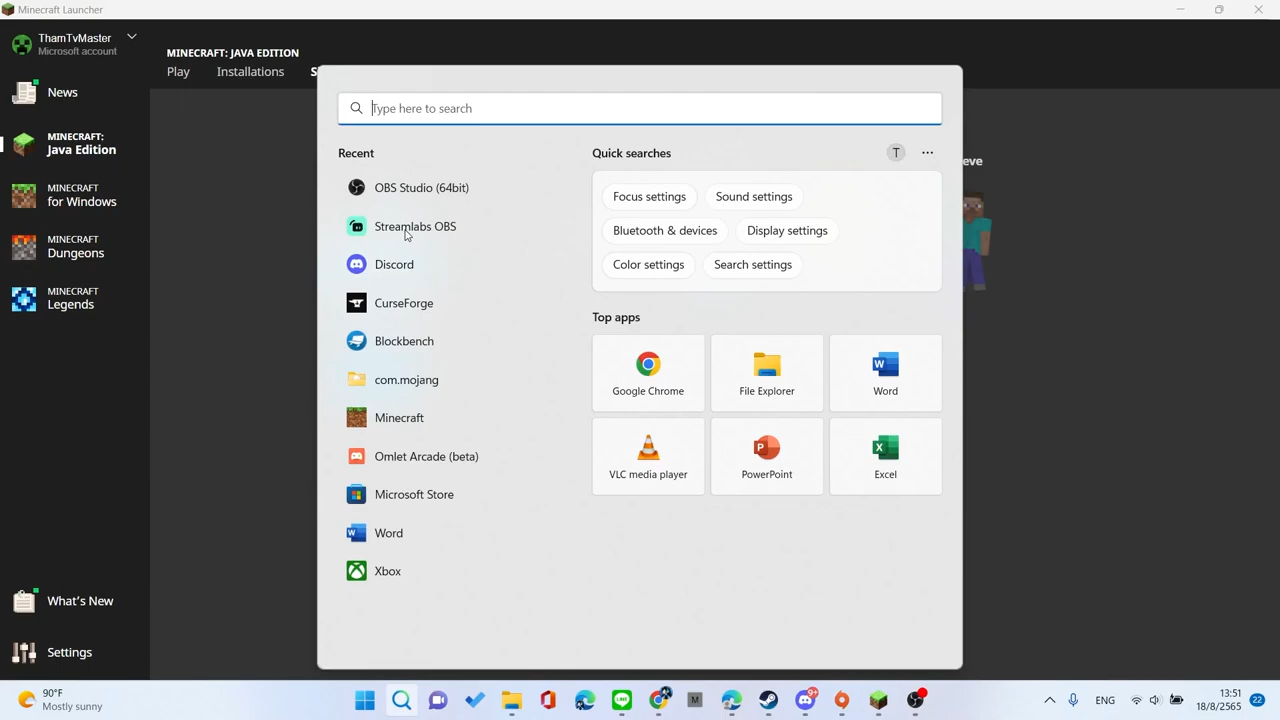 Minecraft Launcher
ThamTvMaster
Microsoft account
News
MINECRAFT:
Java Edition
MINECRAFT
for Windows
MINECRAFT
Dungeons
MINECRAFT
Legends
What's New
Settings
MINECRAFT: JAVA EDITION
Play
Installations
S
Type here to search
Recent
OBS Studio (64bit)
Streamlabs OBS
Discord
CurseForge
Blockbench
com.mojang
Minecraft
Omlet Arcade (beta)
Microsoft Store
Word
Xbox
Quick searches
T
Focus settings
Sound settings
Bluetooth & devices
Display settings
Color settings
Search settings
Top apps
Google Chrome
File Explorer
Word
VLC media player
PowerPoint
Excel
eve
90°F
Mostly sunny
9+
M
ENG
13:51
18/8/2565
22